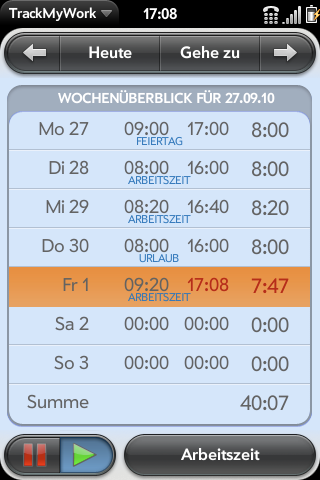 TrackMyWork 17:08
Heute Gehe zu
WOCHENÜBERBLICK FÜR 27.09.10
Mo 27 09:00 17:00 8:00
FEIERTAG
Di 28 08:00 16:00 8:00
ARBEITSZEIT
Mi 29 08:20 16:40 8:20
ARBEITSZEIT
Do 30 08:00 16:00 8:00
URLAUB
Fr 1 09:20 17:08 7:47
ARBEITSZEIT
Sa 2 00:00 00:00 0:00
So 3 00:00 00:00 0:00
Summe 40:07
Arbeitszeit